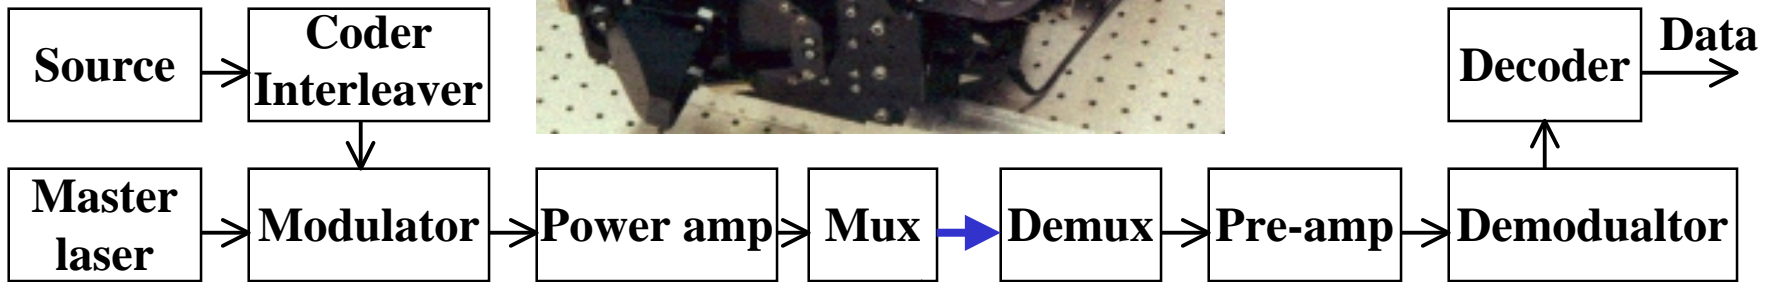 Source
Coder
Interleaver
Decoder
Data
Master
laser
Modulator
Power amp
Mux
Demux
Pre-amp
Demodualtor